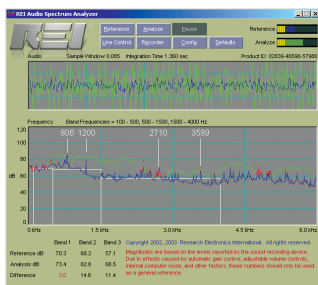 REI Audio Spectrum Analyzer
REI
Reference Analyze Pause Reference
Line Control Recorder Config Defaults Analyze
Audio Sample Window 0.065 Integration Time 1.360 sec Product ID: 02639-46598-57986
Frequency Band Frequencies = 100 - 500, 500 - 1500, 1500 - 4000 Hz
120
806 1200 2710 3589
100
80
dB 60
40
20
0
0 Hz 1.5 kHz 3.0 kHz 4.5 kHz 6.0 kHz
Band 1 Band 2 Band 3 Copyright 2002, 2003 Research Electronics International. All rights reserved.
Reference dB 70.3 68.2 57.1 Magnitudes are based on the levels reported by the sound recording device.
Due to effects caused by automatic gain control, adjustable volume controls,
Analysis dB 73.4 82.8 68.5 internal computer noise, and other factors, these numbers should only be used
Difference 3.0 14.6 11.4 as a general reference.